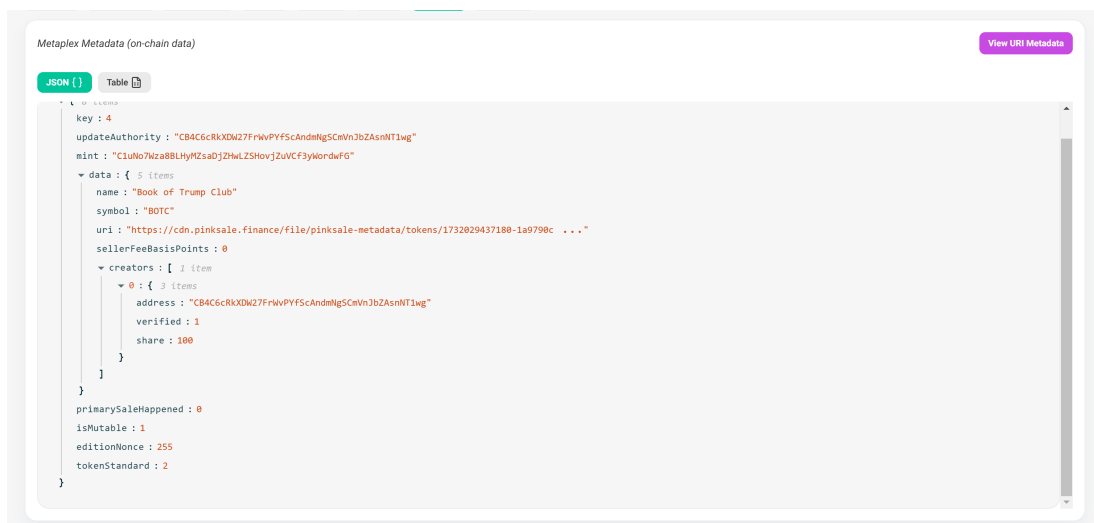 Metaplex Metadata (on-chain data)
View URI Metadata
JSON { }
Table
{ 8 items
key : 4
updateAuthority : "CB4C6cRkXDW27FrWvPYfScAndmNgSCmVnJbZAsnNT1wg"
mint : "C1uNo7Wza8BLHyMZsaDjZHwLZSHovjZuVCf3yWordwFG"
data : { 5 items
name : "Book of Trump Club"
symbol : "BOTC"
uri : "https://cdn.pinksale.finance/file/pinksale-metadata/tokens/1732029437180-1a9790c ..."
sellerFeeBasisPoints : 0
creators : [ 1 item
0 : { 3 items
address : "CB4C6cRkXDW27FrWvPYfScAndmNgSCmVnJbZAsnNT1wg"
verified : 1
share : 100
}
]
}
primarySaleHappened : 0
isMutable : 1
editionNonce : 255
tokenStandard : 2
}